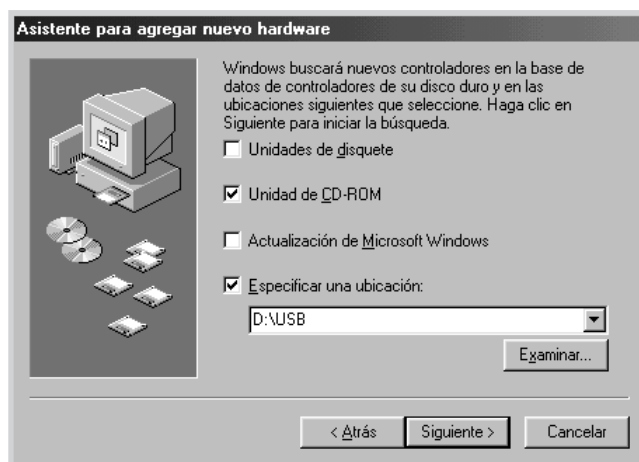 Asistente para agregar nuevo hardware
Windows buscará nuevos controladores en la base de
datos de controladores de su disco duro y en las
ubicaciones siguientes que seleccione. Haga clic en
Siguiente para iniciar la búsqueda.
Unidades de disquete
Unidad de CD-ROM
Actualización de Microsoft Windows
Especificar una ubicación:
D:\USB
Examinar...
< Atrás Siguiente > Cancelar